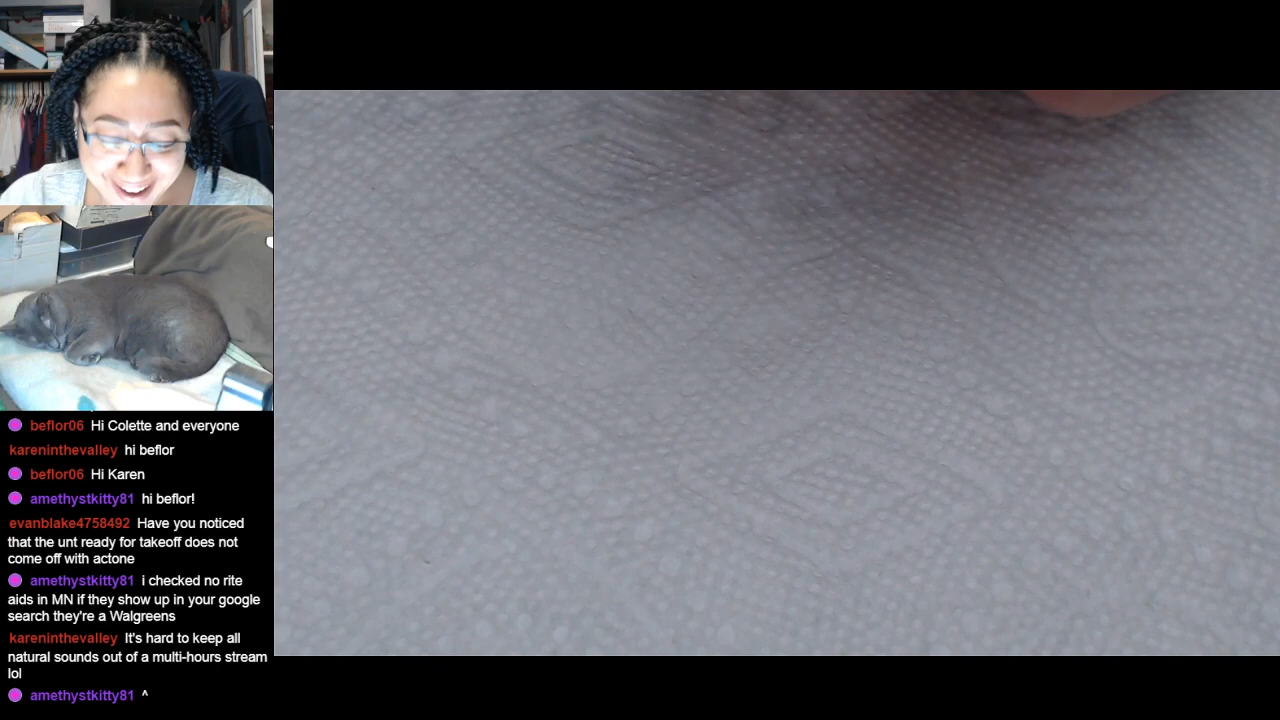 beflor06 Hi Colette and everyone
kareninthevalley hi beflor
beflor06 Hi Karen
amethystkitty81 hi beflor!
evanblake4758492 Have you noticed
that the unt ready for takeoff does not
come off with actone
amethystkitty81 i checked no rite
aids in MN if they show up in your google
search they're a Walgreens
kareninthevalley It's hard to keep all
natural sounds out of a multi-hours stream
lol
amethystkitty81 ^